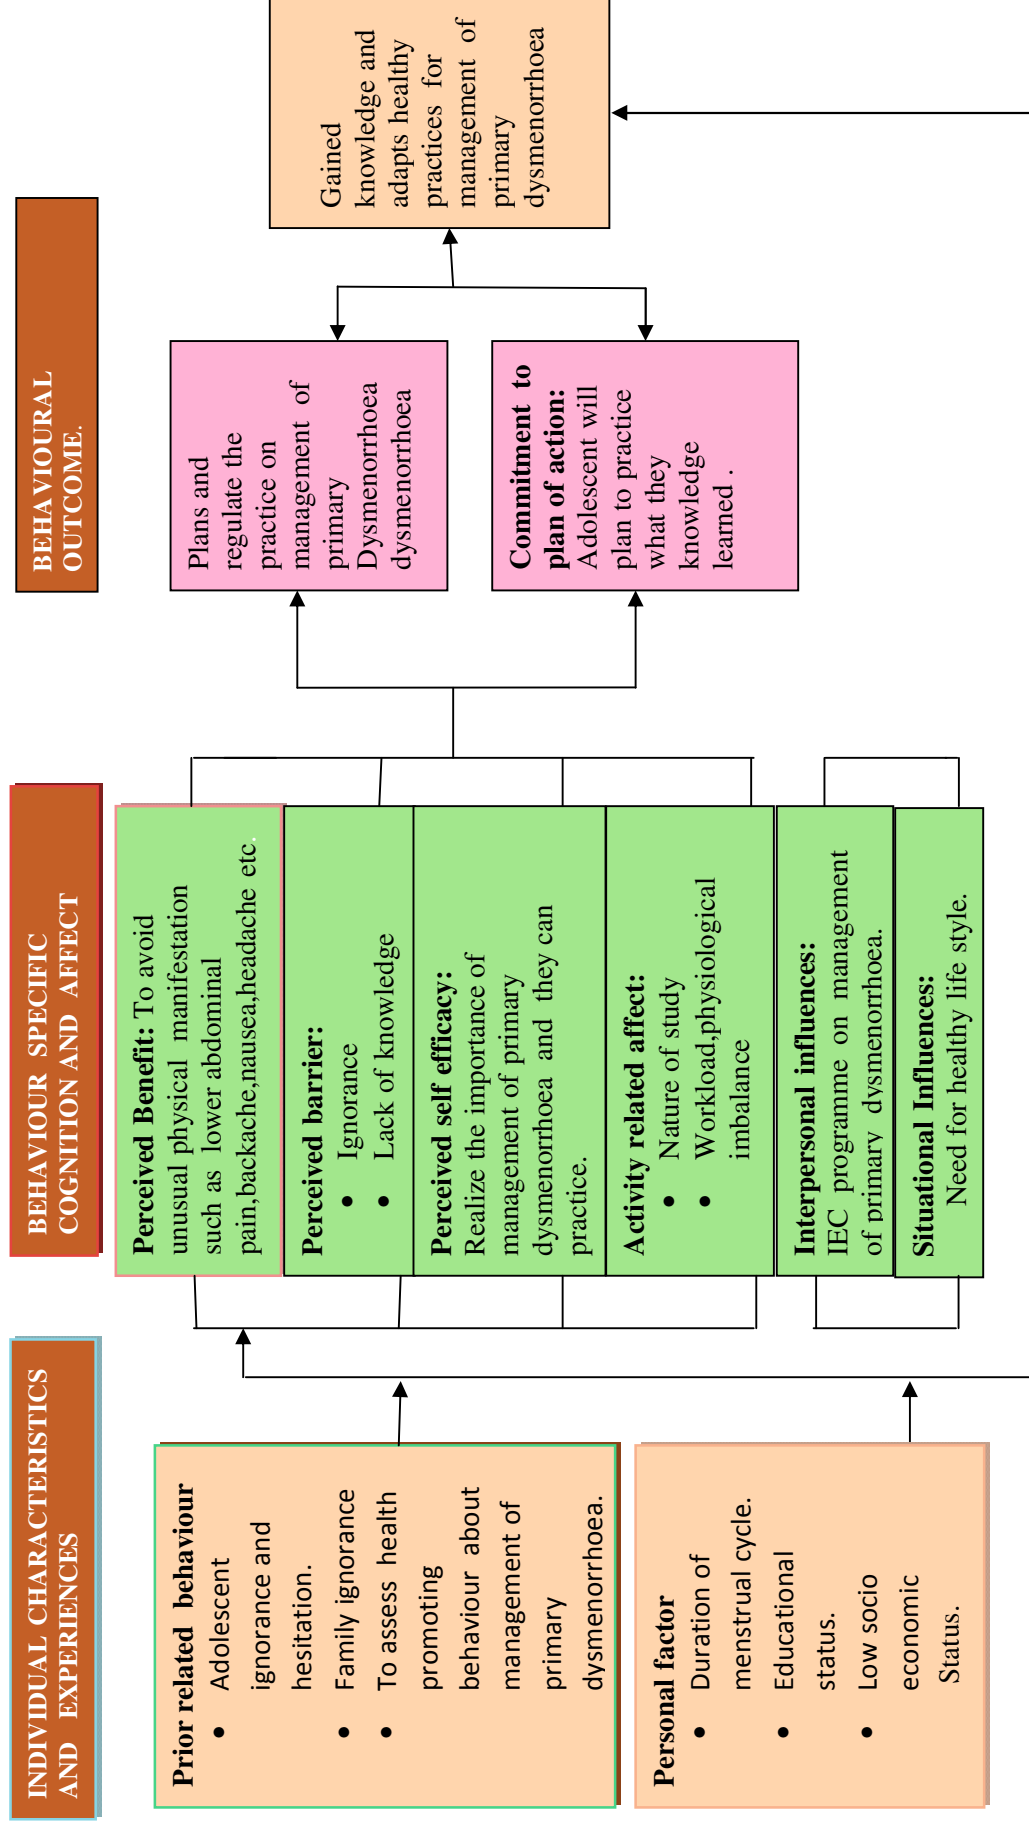 INDIVIDUAL CHARACTERISTICS
AND EXPERIENCES
Prior related behaviour
• Adolescent
ignorance and
hesitation.
• Family ignorance
• To assess health
promoting
behaviour about
management of
primary
dysmenorrhoea.
Personal factor
• Duration of
menstrual cycle.
• Educational
status.
• Low socio
economic
Status.
BEHAVIOUR SPECIFIC
COGNITION AND AFFECT
Perceived Benefit: To avoid
unusual physical manifestation
such as lower abdominal
pain,backache,nausea,headache etc.
Perceived barrier:
• Ignorance
• Lack of knowledge
Perceived self efficacy:
Realize the importance of
management of primary
dysmenorrhoea and they can
practice.
Activity related affect:
• Nature of study
• Workload,physiological
imbalance
Interpersonal influences:
IEC programme on management
of primary dysmenorrhoea.
Situational Influences:
Need for healthy life style.
BEHAVIOURAL
OUTCOME.
Plans and
regulate the
practice on
management of
primary
Dysmenorrhoea
dysmenorrhoea
Commitment to
plan of action:
Adolescent will
plan to practice
what they
knowledge
learned .
Gained
knowledge and
adapts healthy
practices for
management of
primary
dysmenorrhoea